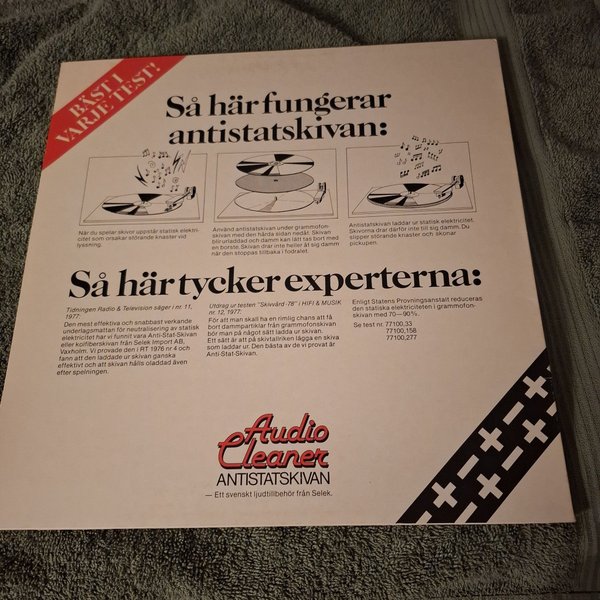 BÄST I
VARJE TEST!
Så här fungerar
antistatskivan:
När du spelar skivor uppstår statisk elektri-
citet som orsakar störande knaster vid
lyssning.
Använd antistatskivan under grammofon-
skivan med den hårda sidan nedåt. Skivan
blir urladdad och damm kan lätt tas bort med
en borste. Skivan drar inte heller åt sig damm
när den stoppas tillbaka i fodralet.
Antistatskivan laddar ur statisk elektricitet.
Skivorna drar därför inte till sig damm. Du
slipper störande knaster och skonar
pickupen.
Så här tycker experterna:
Tidningen Radio & Television säger i nr. 11,
1977:
Den mest effektiva och snabbast verkande
underlagsmattan för neutralisering av statisk
elektricitet har vi funnit vara Anti-Stat-Skivan
eller kolfiberskivan från Selek Import AB,
Vaxholm. Vi provade den i RT 1976 nr 4 och
fann att den laddade ur skivan ganska
effektivt och att skivan hålls oladdad även
efter spelningen.
Utdrag ur testen: "Skivvård -78" i HIFI & MUSIK
nr. 12, 1977:
För att man skall ha en rimlig chans att få
bort dammpartiklar från grammofonskivan
bör man på något sätt ladda ur skivan.
Ett sätt är att på skivtallriken lägga en skiva
som laddar ur. Den bästa av de vi provat är
Anti-Stat-Skivan.
Enligt Statens Provningsanstalt reduceras
den statiska elektriciteten i grammofon-
skivan med 70—90%.
Se test nr. 77100,33
77100,158
77100,277
Audio
Cleaner
ANTISTATSKIVAN
— Ett svenskt ljudtillbehör från Selek.